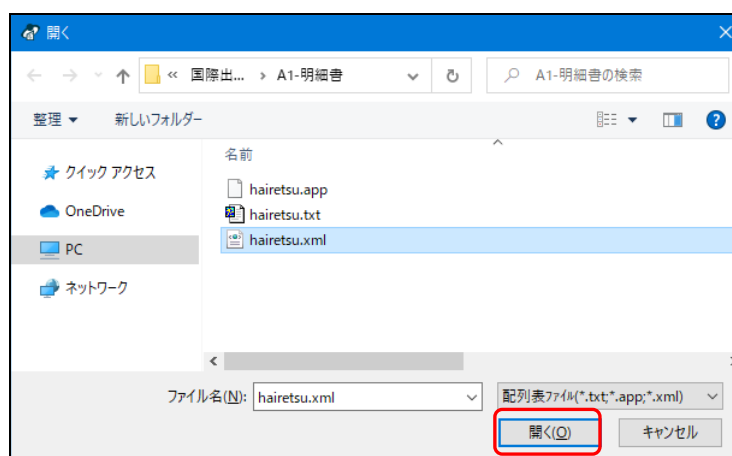 開く
« 国際出... › A1-明細書
A1-明細書の検索
整理 新しいフォルダー
名前
クイック アクセス
hairetsu.app
OneDrive
hairetsu.txt
PC
hairetsu.xml
ネットワーク
ファイル名(N): hairetsu.xml
配列表ファイル(*.txt;*.app;*.xml)
開く(O) キャンセル